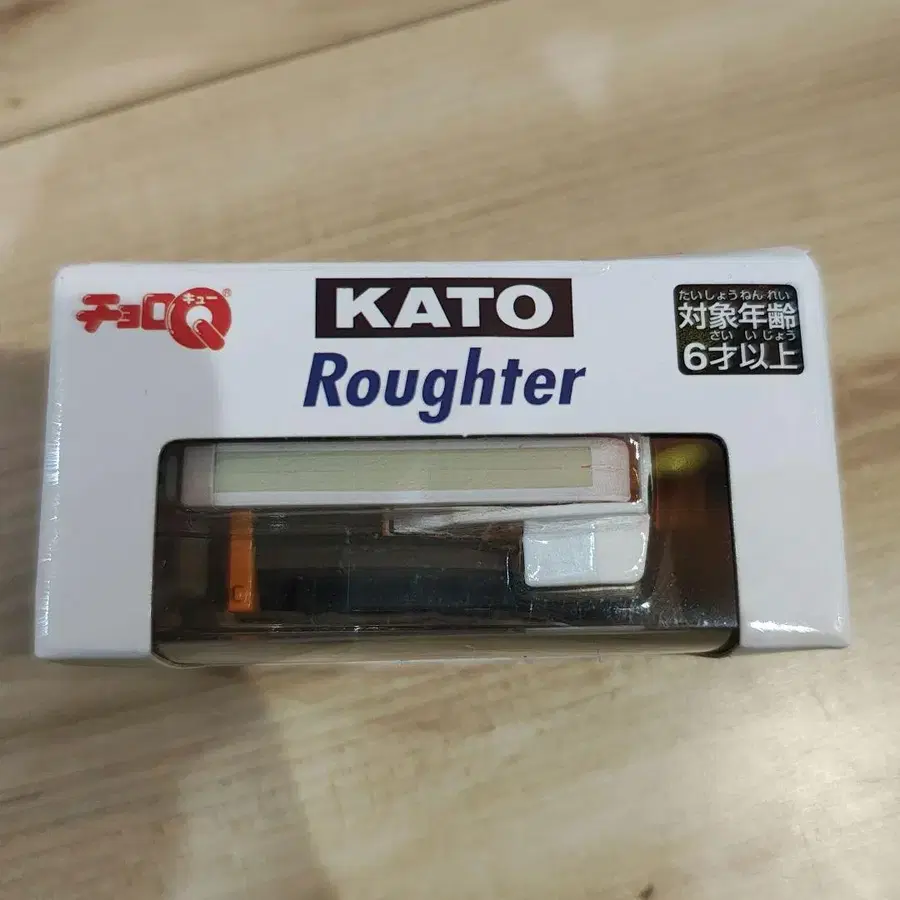 チョロQ
キュー
®
KATO
Roughter
たいしょうねんれい
対象年齢
さい いじょう
6才以上